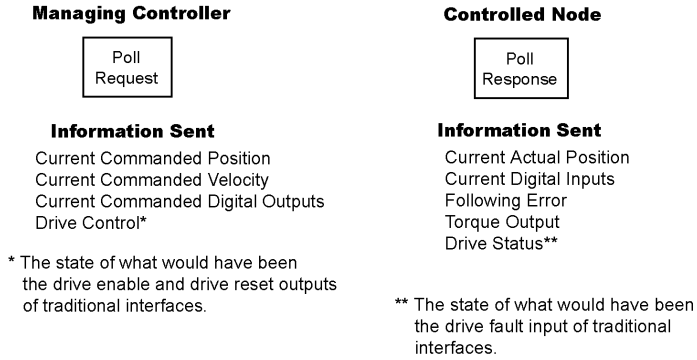 Managing Controller
Poll
Request
Information Sent
Current Commanded Position
Current Commanded Velocity
Current Commanded Digital Outputs
Drive Control*
* The state of what would have been
the drive enable and drive reset outputs
of traditional interfaces.
Controlled Node
Poll
Response
Information Sent
Current Actual Position
Current Digital Inputs
Following Error
Torque Output
Drive Status**
** The state of what would have been
the drive fault input of traditional
interfaces.